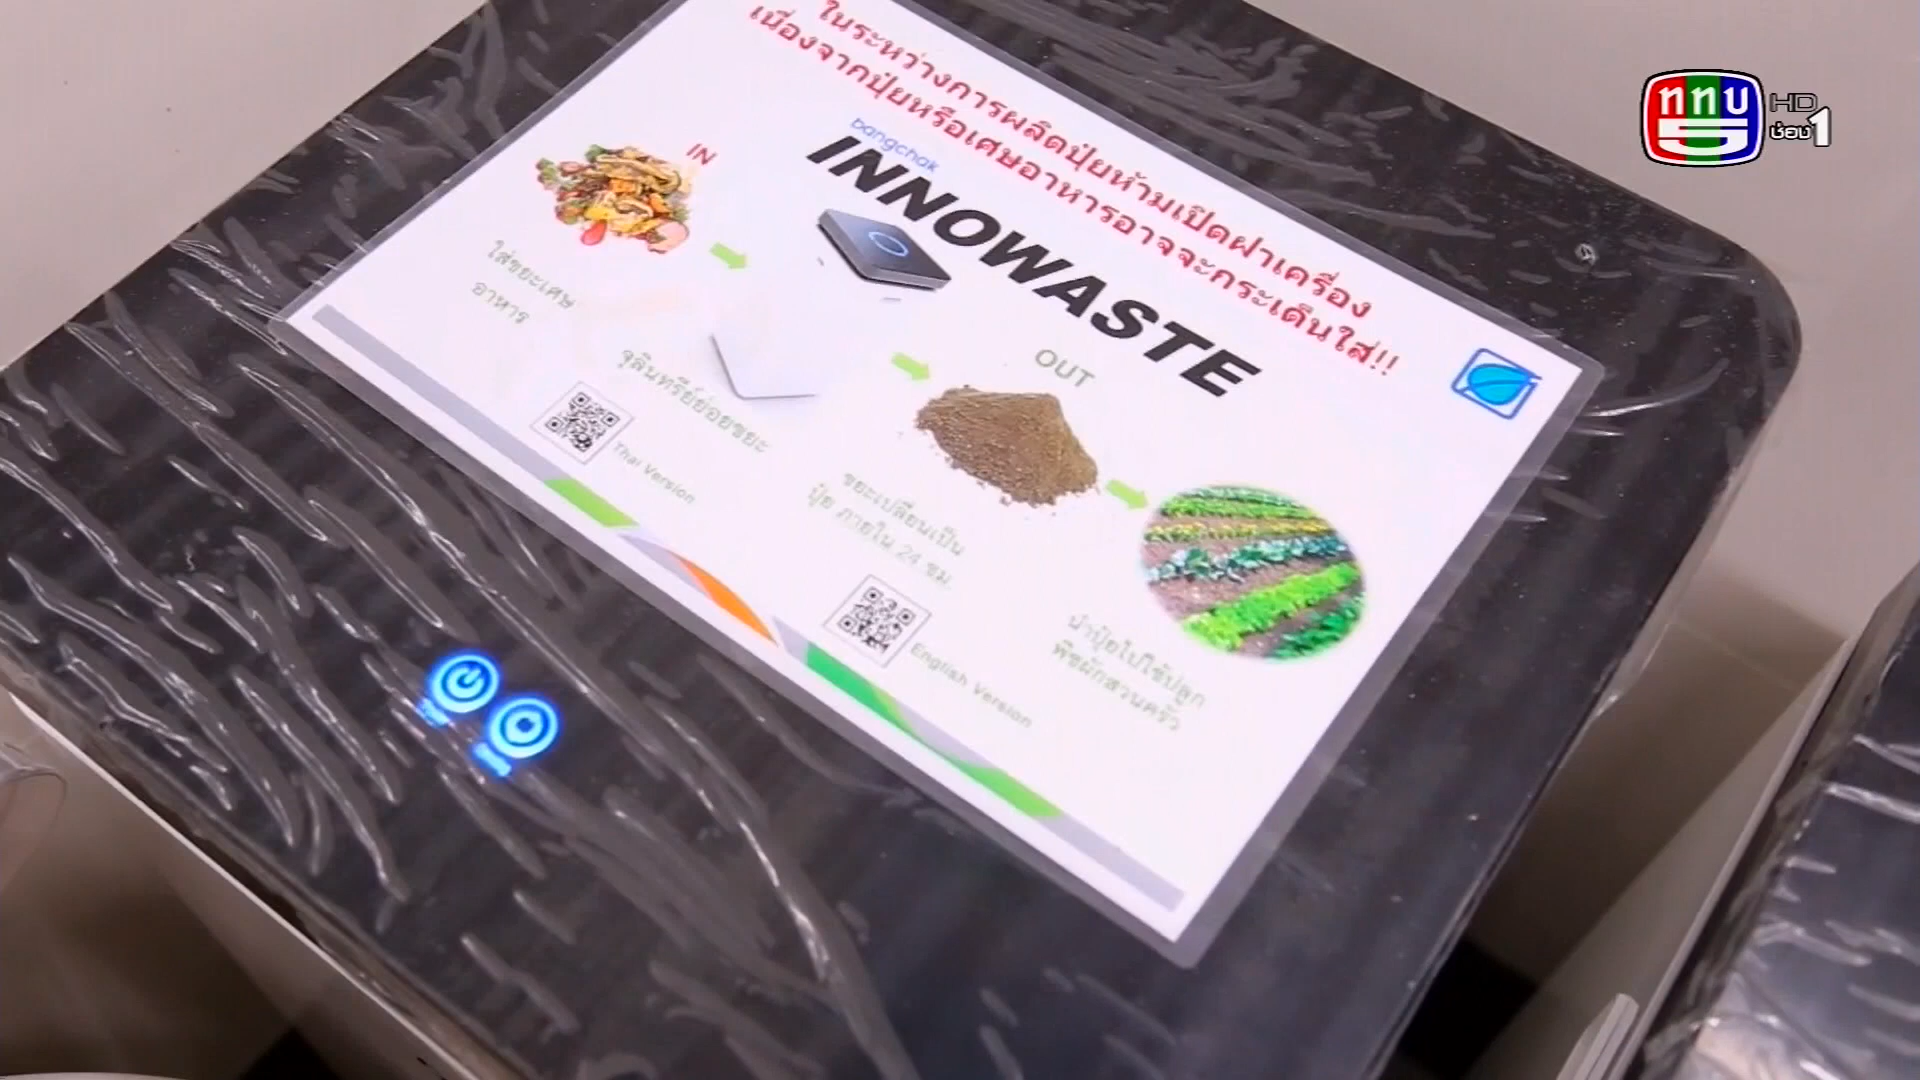 ในระหว่างการผลิตปุ๋ยห้ามเปิดฝาเครื่อง
เนื่องจากปุ๋ยหรือเศษอาหารอาจจะกระเด็นใส่!!
bangchak
INNOWASTE
IN
ใส่ขยะเศษ
อาหาร
จุลินทรีย์ย่อยขยะ
OUT
ขยะเปลี่ยนเป็น
ปุ๋ย ภายใน 24 ชม.
นำปุ๋ยไปใช้ปลูก
พืชผักสวนครัว
Thai Version
English Version
ททบ
5
HD
ช่อง 1